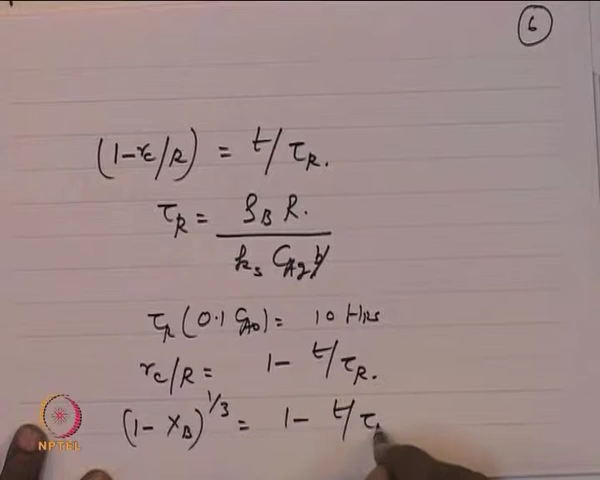 6
(1-rc/R) = t/τR.
τR = ρB R.
ks CAg b
τR (0.1 CA0) = 10 Hrs
rc/R = 1 - t/τR.
(1 - XB)^1/3 = 1 - t/τ
NPTEL